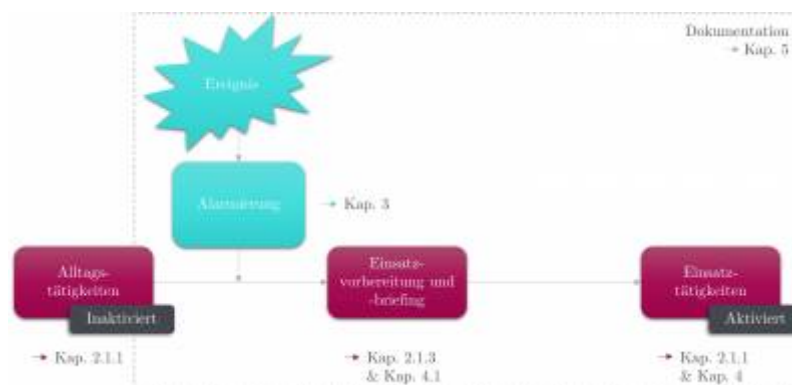 Dokumentation
→ Kap. 5
Ereignis
Alarmierung
→ Kap. 3
Alltags-
tätigkeiten
Inaktiviert
→ Kap. 2.1.1
Einsatz-
vorbereitung und
-briefing
→ Kap. 2.1.3
& Kap. 4.1
Einsatz-
tätigkeiten
Aktiviert
→ Kap. 2.1.1
& Kap. 4